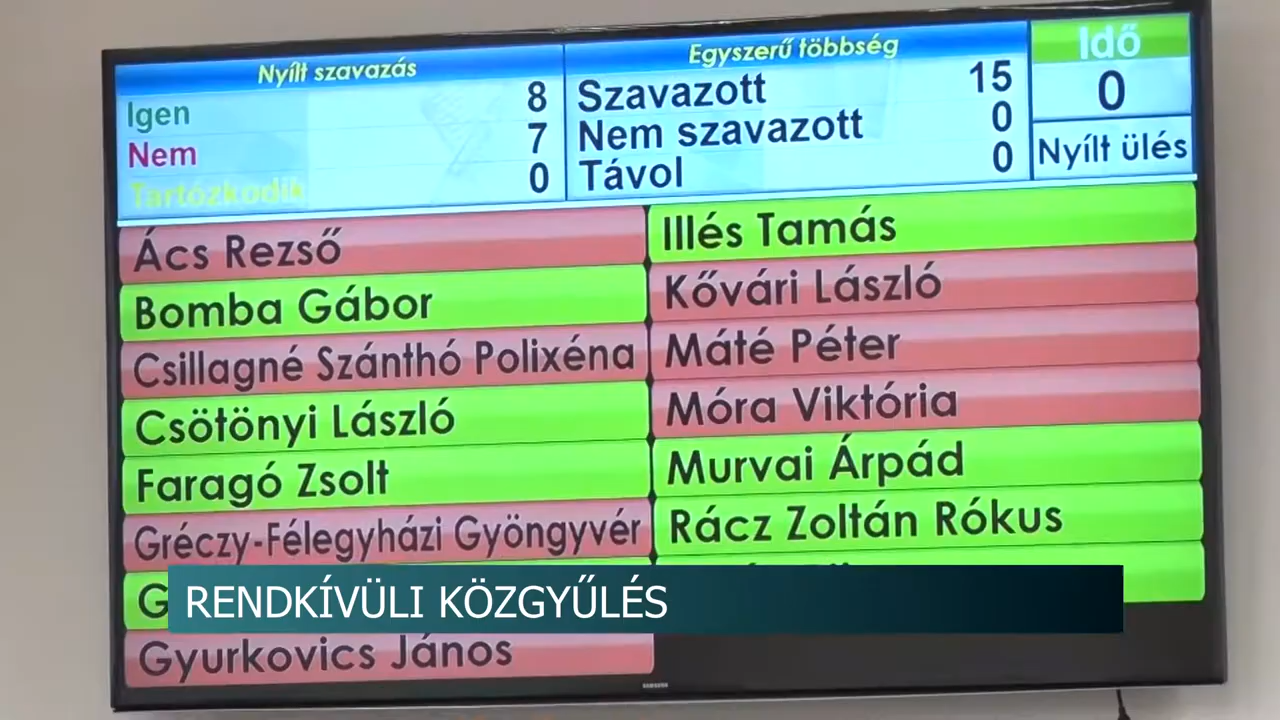 Nyílt szavazás
Igen 8
Nem 7
Tartózkodik 0
Egyszerű többség
Szavazott 15
Nem szavazott 0
Távol 0
Idő
0
Nyílt ülés
Ács Rezső
Bomba Gábor
Csillagné Szánthó Polixéna
Csötönyi László
Faragó Zsolt
Gréczy-Félegyházi Gyöngyvér
Gyurkovics János
Illés Tamás
Kővári László
Máté Péter
Móra Viktória
Murvai Árpád
Rácz Zoltán Rókus
RENDKÍVÜLI KÖZGYŰLÉS
SAMSUNG